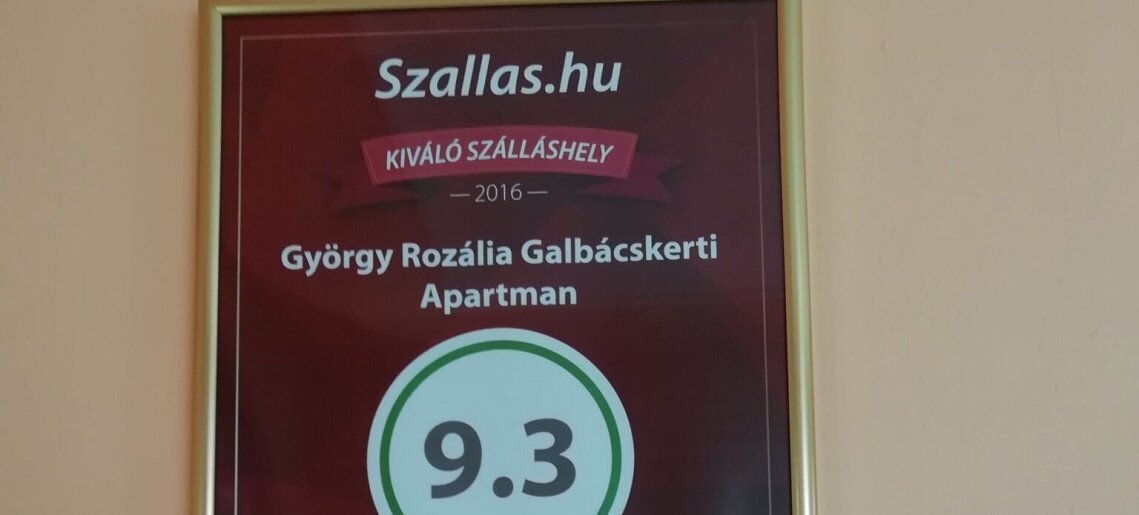 Szallas.hu
KIVÁLÓ SZÁLLÁSHELY
— 2016 —
György Rozália Galbácskerti
Apartman
9.3